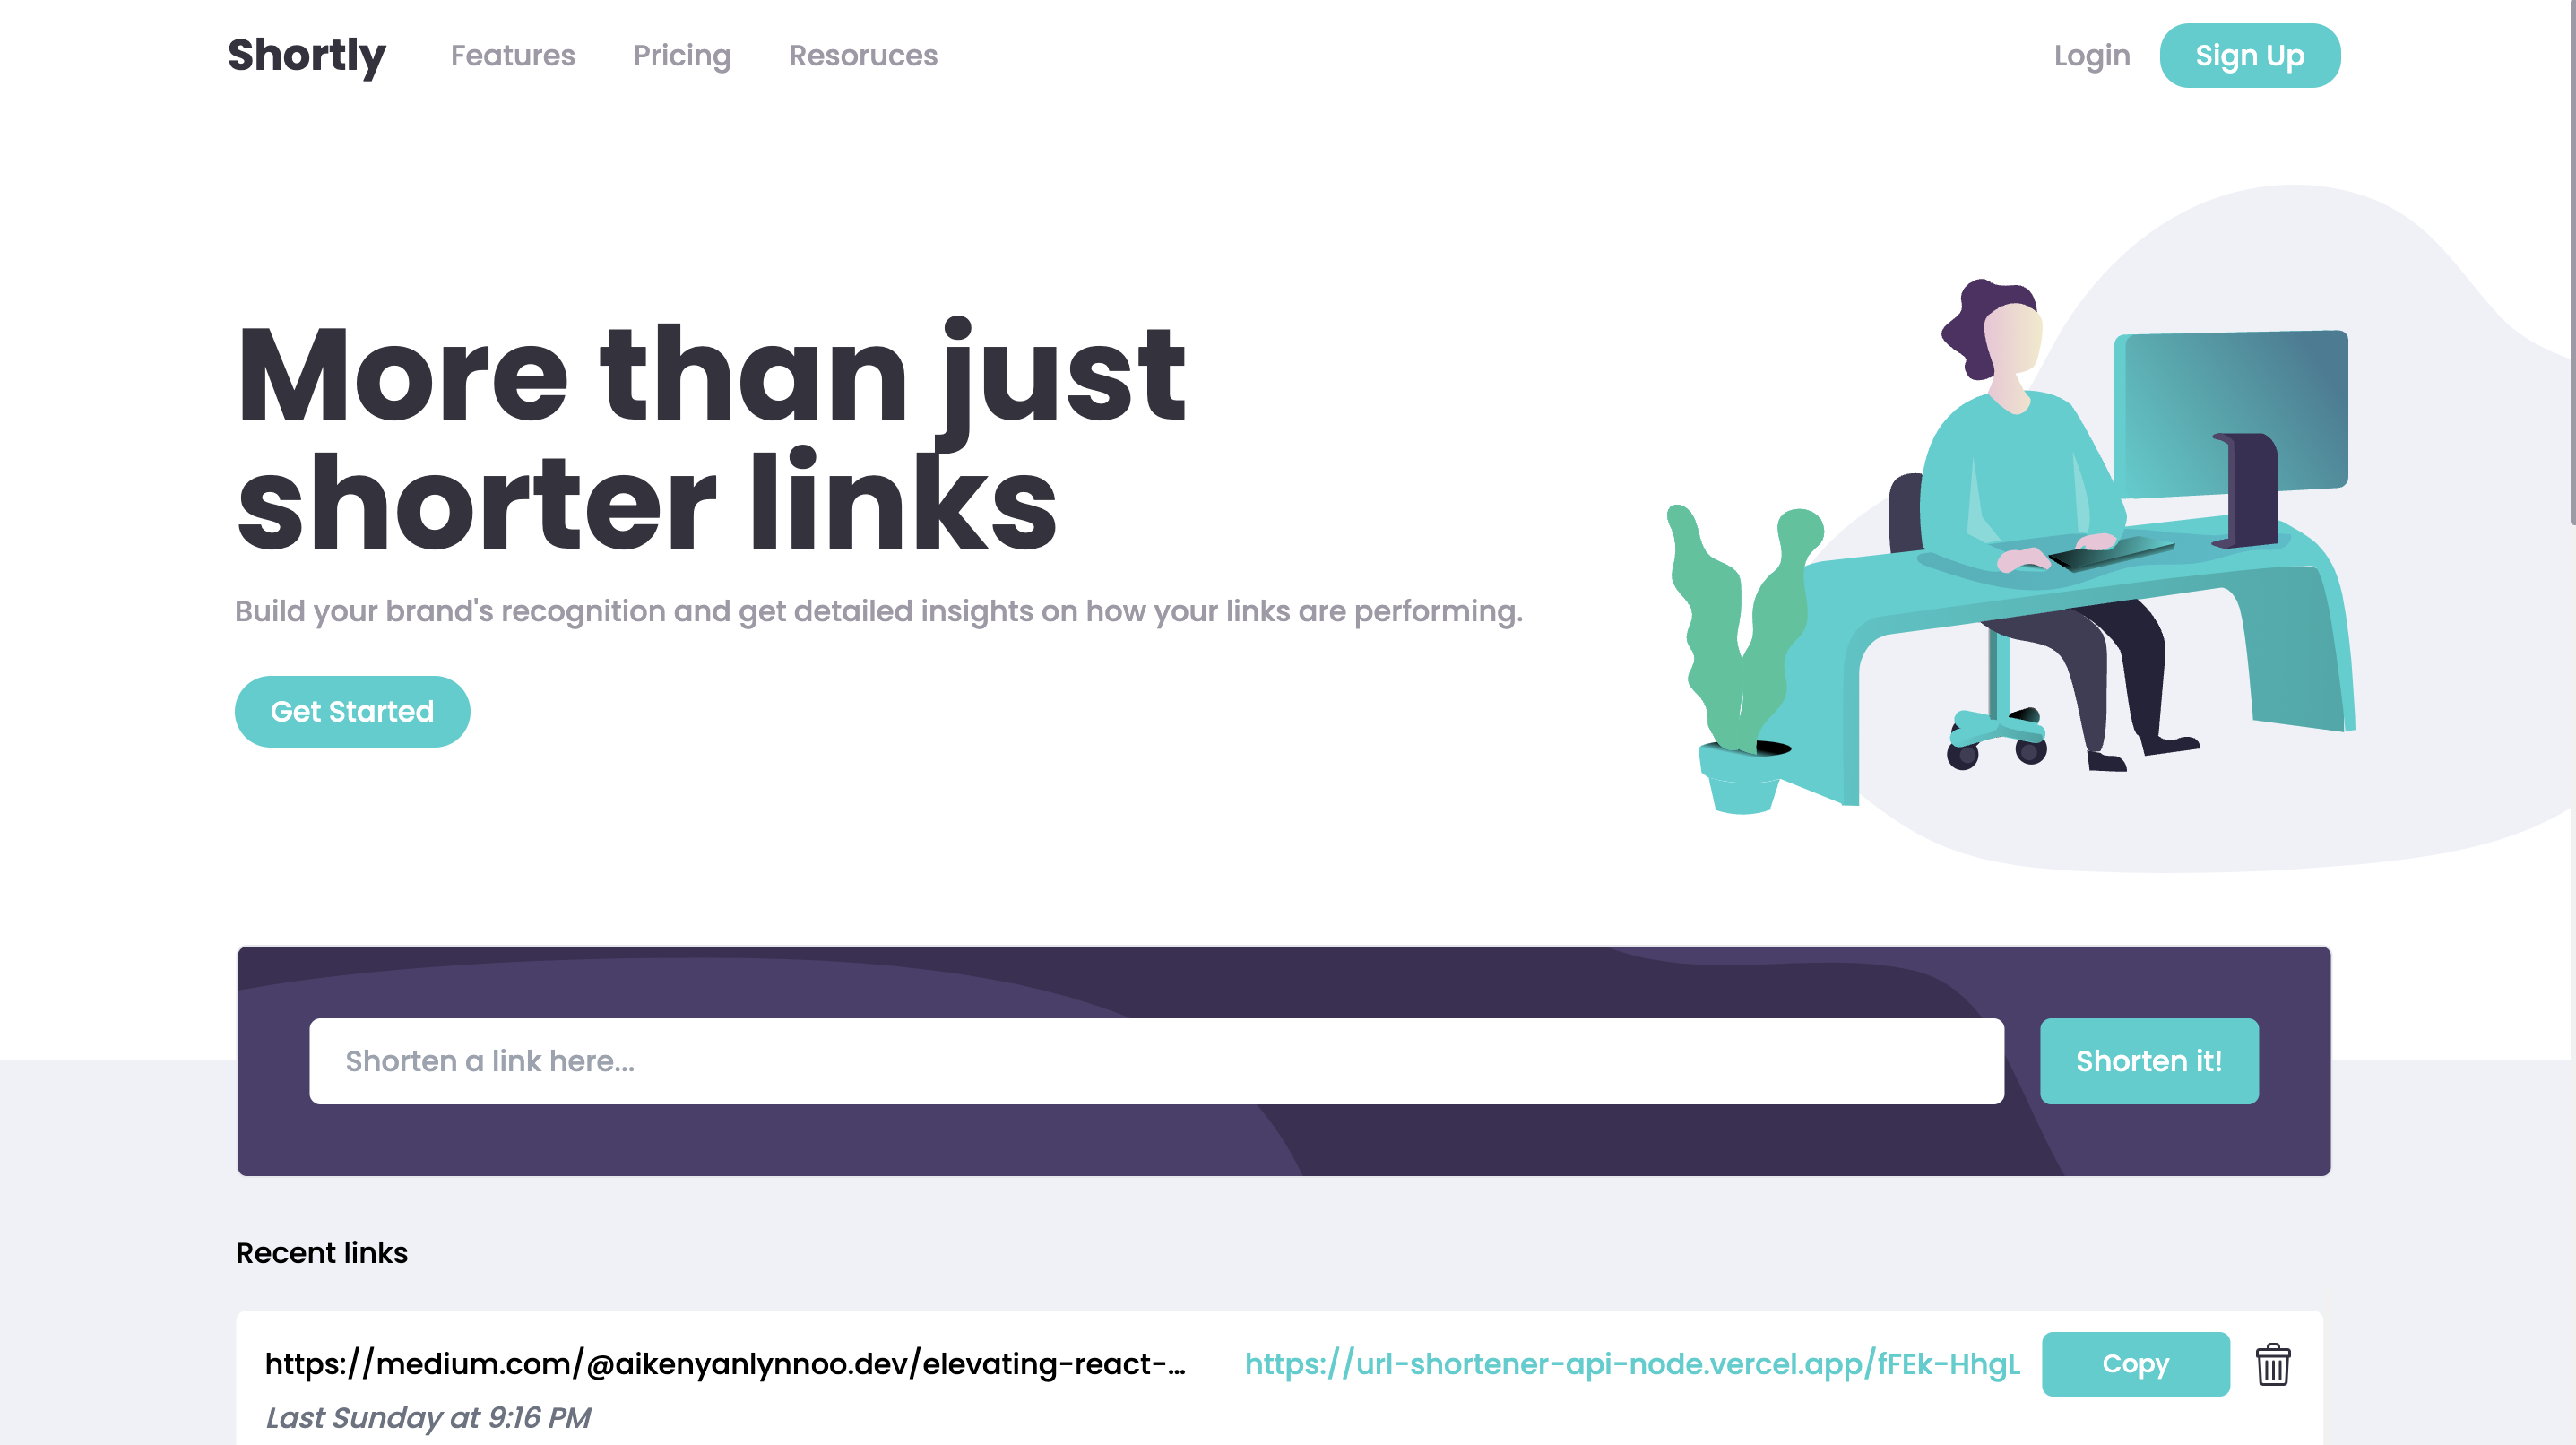 Shortly Features Pricing Resoruces Login Sign Up
More than just
shorter links
Build your brand's recognition and get detailed insights on how your links are performing.
Get Started
Shorten a link here... Shorten it!
Recent links
https://medium.com/@aikenyanlynnoo.dev/elevating-react-... https://url-shortener-api-node.vercel.app/fFEk-HhgL Copy
Last Sunday at 9:16 PM